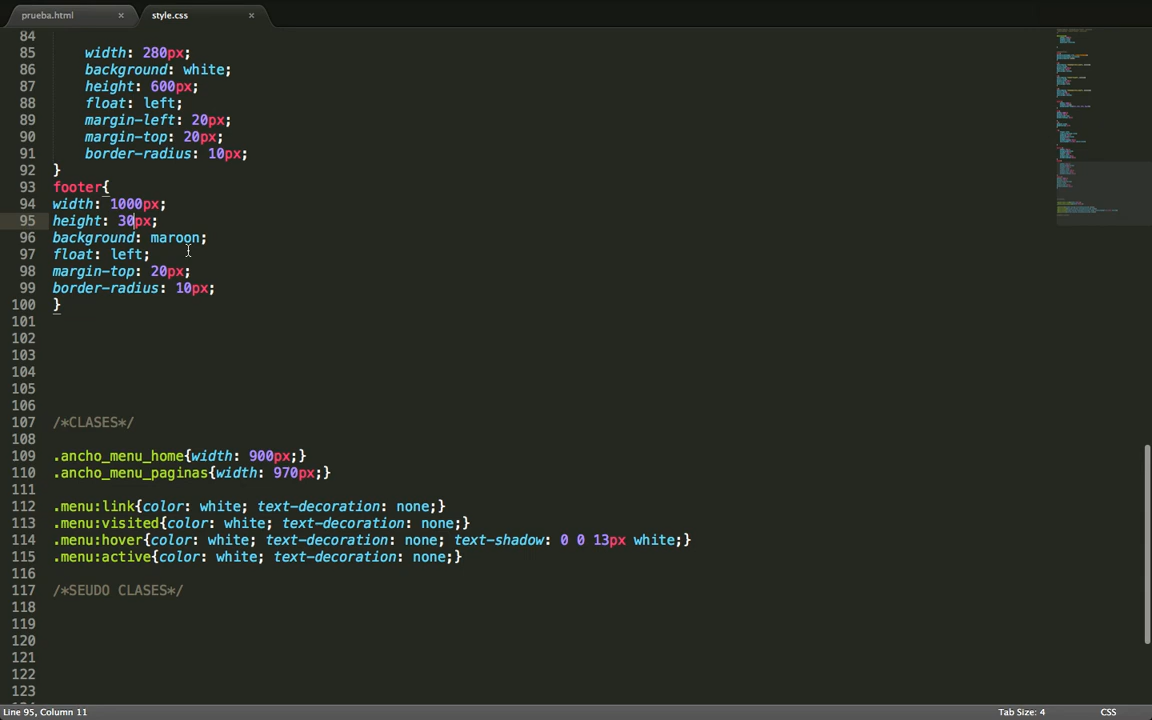 prueba.html × style.css ×
84
85 width: 280px;
86 background: white;
87 height: 600px;
88 float: left;
89 margin-left: 20px;
90 margin-top: 20px;
91 border-radius: 10px;
92 }
93 footer{
94 width: 1000px;
95 height: 30px;
96 background: maroon;
97 float: left;
98 margin-top: 20px;
99 border-radius: 10px;
100 }
101
102
103
104
105
106
107 /*CLASES*/
108
109 .ancho_menu_home{width: 900px;}
110 .ancho_menu_paginas{width: 970px;}
111
112 .menu:link{color: white; text-decoration: none;}
113 .menu:visited{color: white; text-decoration: none;}
114 .menu:hover{color: white; text-decoration: none; text-shadow: 0 0 13px white;}
115 .menu:active{color: white; text-decoration: none;}
116
117 /*SEUDO CLASES*/
118
119
120
121
122
123
Line 95, Column 11 Tab Size: 4 CSS